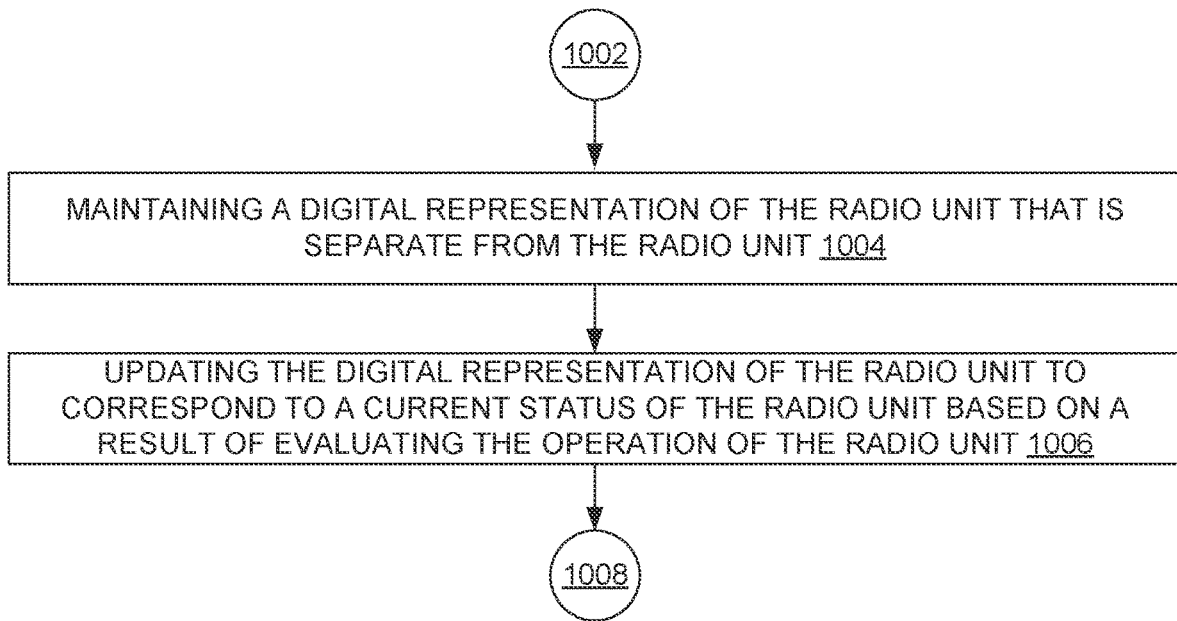 1002
MAINTAINING A DIGITAL REPRESENTATION OF THE RADIO UNIT THAT IS
SEPARATE FROM THE RADIO UNIT 1004
UPDATING THE DIGITAL REPRESENTATION OF THE RADIO UNIT TO
CORRESPOND TO A CURRENT STATUS OF THE RADIO UNIT BASED ON A
RESULT OF EVALUATING THE OPERATION OF THE RADIO UNIT 1006
1008